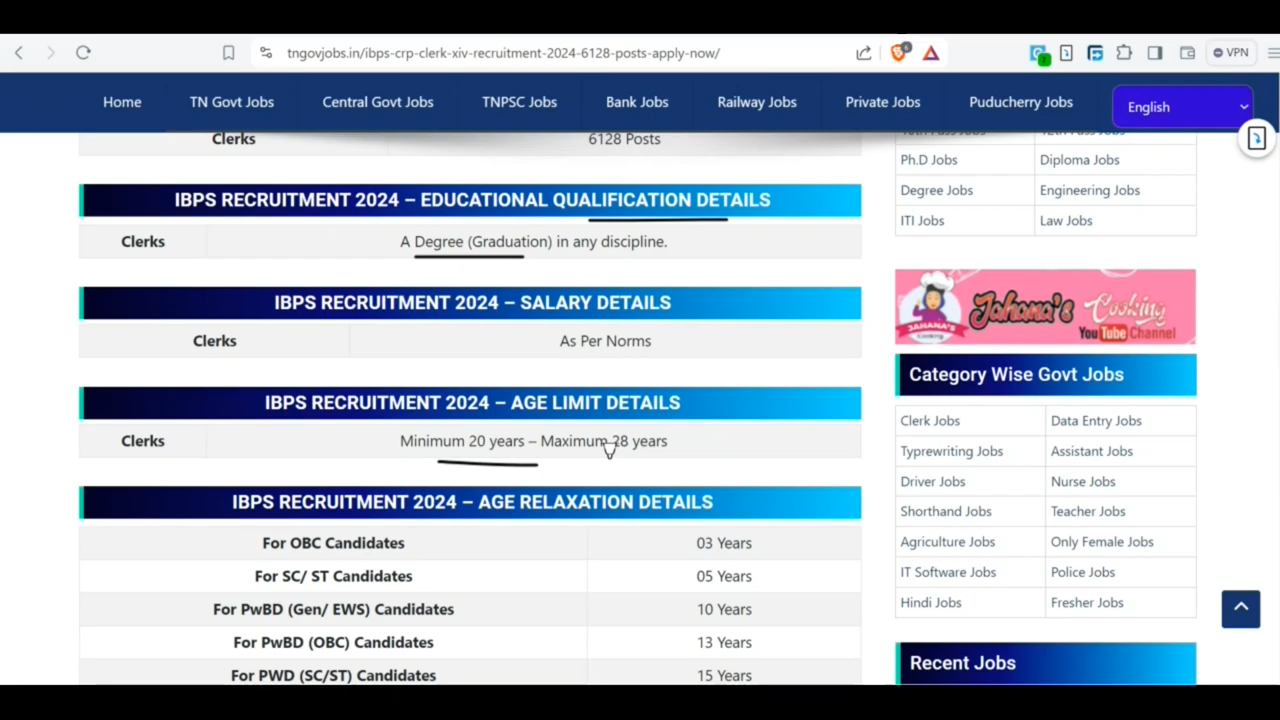 tngovjobs.in/ibps-crp-clerk-xiv-recruitment-2024-6128-posts-apply-now/
VPN
Home
TN Govt Jobs
Central Govt Jobs
TNPSC Jobs
Bank Jobs
Railway Jobs
Private Jobs
Puducherry Jobs
English
Clerks
6128 Posts
IBPS RECRUITMENT 2024 – EDUCATIONAL QUALIFICATION DETAILS
Clerks
A Degree (Graduation) in any discipline.
IBPS RECRUITMENT 2024 – SALARY DETAILS
Clerks
As Per Norms
IBPS RECRUITMENT 2024 – AGE LIMIT DETAILS
Clerks
Minimum 20 years – Maximum 28 years
IBPS RECRUITMENT 2024 – AGE RELAXATION DETAILS
For OBC Candidates
03 Years
For SC/ ST Candidates
05 Years
For PwBD (Gen/ EWS) Candidates
10 Years
For PwBD (OBC) Candidates
13 Years
For PWD (SC/ST) Candidates
15 Years
Ph.D Jobs
Diploma Jobs
Degree Jobs
Engineering Jobs
ITI Jobs
Law Jobs
JAHANA'S
Jahana's Cooking
YouTube Channel
Category Wise Govt Jobs
Clerk Jobs
Data Entry Jobs
Typrewriting Jobs
Assistant Jobs
Driver Jobs
Nurse Jobs
Shorthand Jobs
Teacher Jobs
Agriculture Jobs
Only Female Jobs
IT Software Jobs
Police Jobs
Hindi Jobs
Fresher Jobs
Recent Jobs